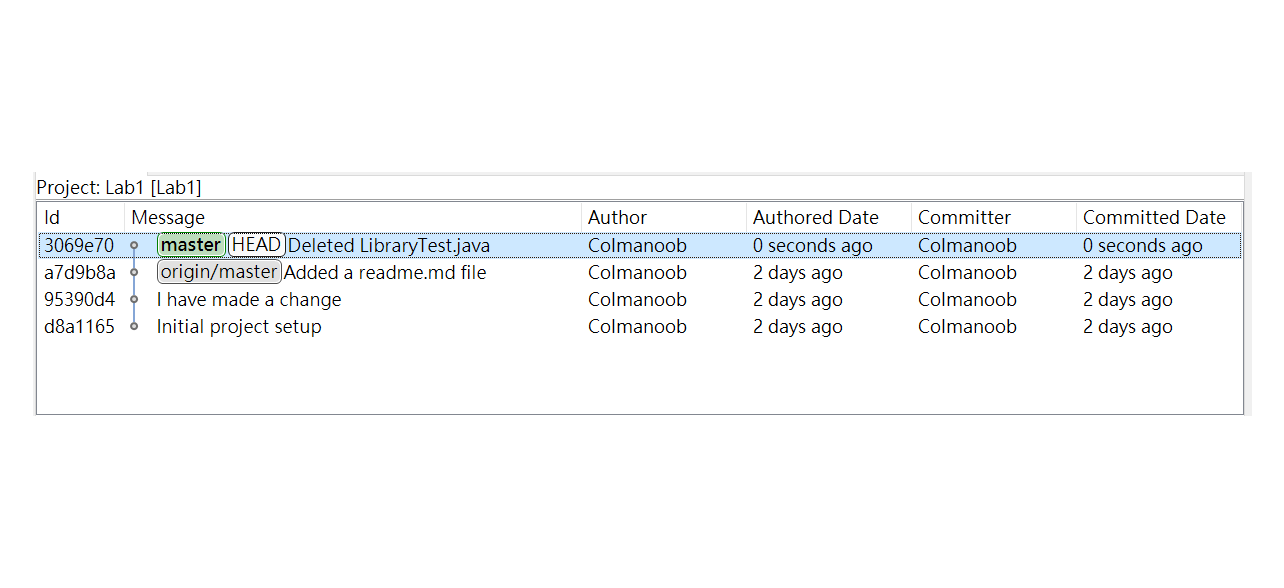 Project: Lab1 [Lab1]
Id Message Author Authored Date Committer Committed Date
3069e70 master HEAD Deleted LibraryTest.java Colmanoob 0 seconds ago Colmanoob 0 seconds ago
a7d9b8a origin/master Added a readme.md file Colmanoob 2 days ago Colmanoob 2 days ago
95390d4 I have made a change Colmanoob 2 days ago Colmanoob 2 days ago
d8a1165 Initial project setup Colmanoob 2 days ago Colmanoob 2 days ago